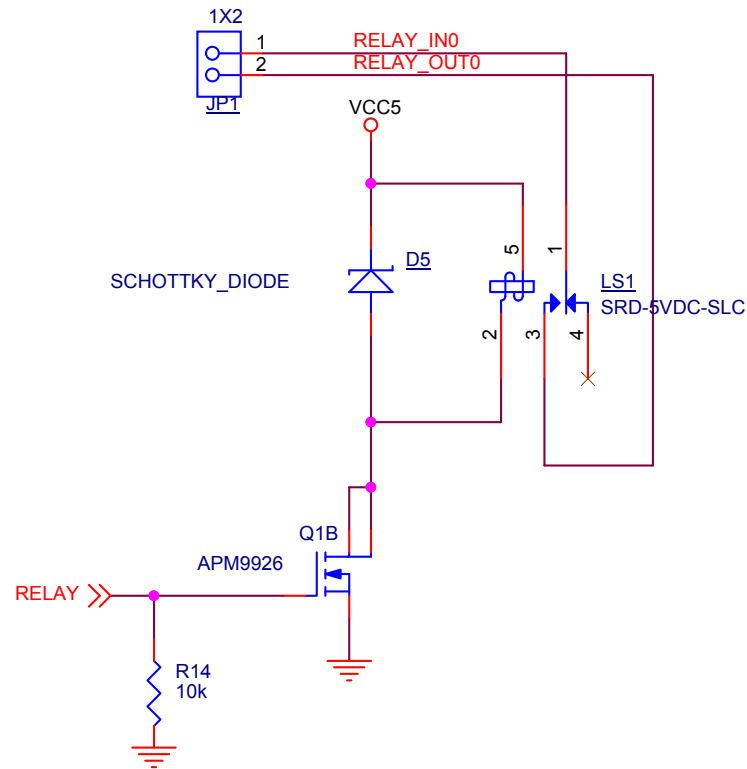 1X2
1
RELAY_IN0
2
RELAY_OUT0
JP1
VCC5
5
1
D5
SCHOTTKY_DIODE
LS1
SRD-5VDC-SLC
2
3
4
Q1B
APM9926
RELAY
R14
10k